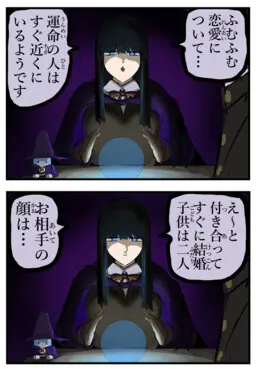 ふむふむ
恋愛に
ついて…
運命の人は
すぐ近くに
いるようです
え～と
付き合って
すぐに結婚
子供は二人
お相手の
顔は…